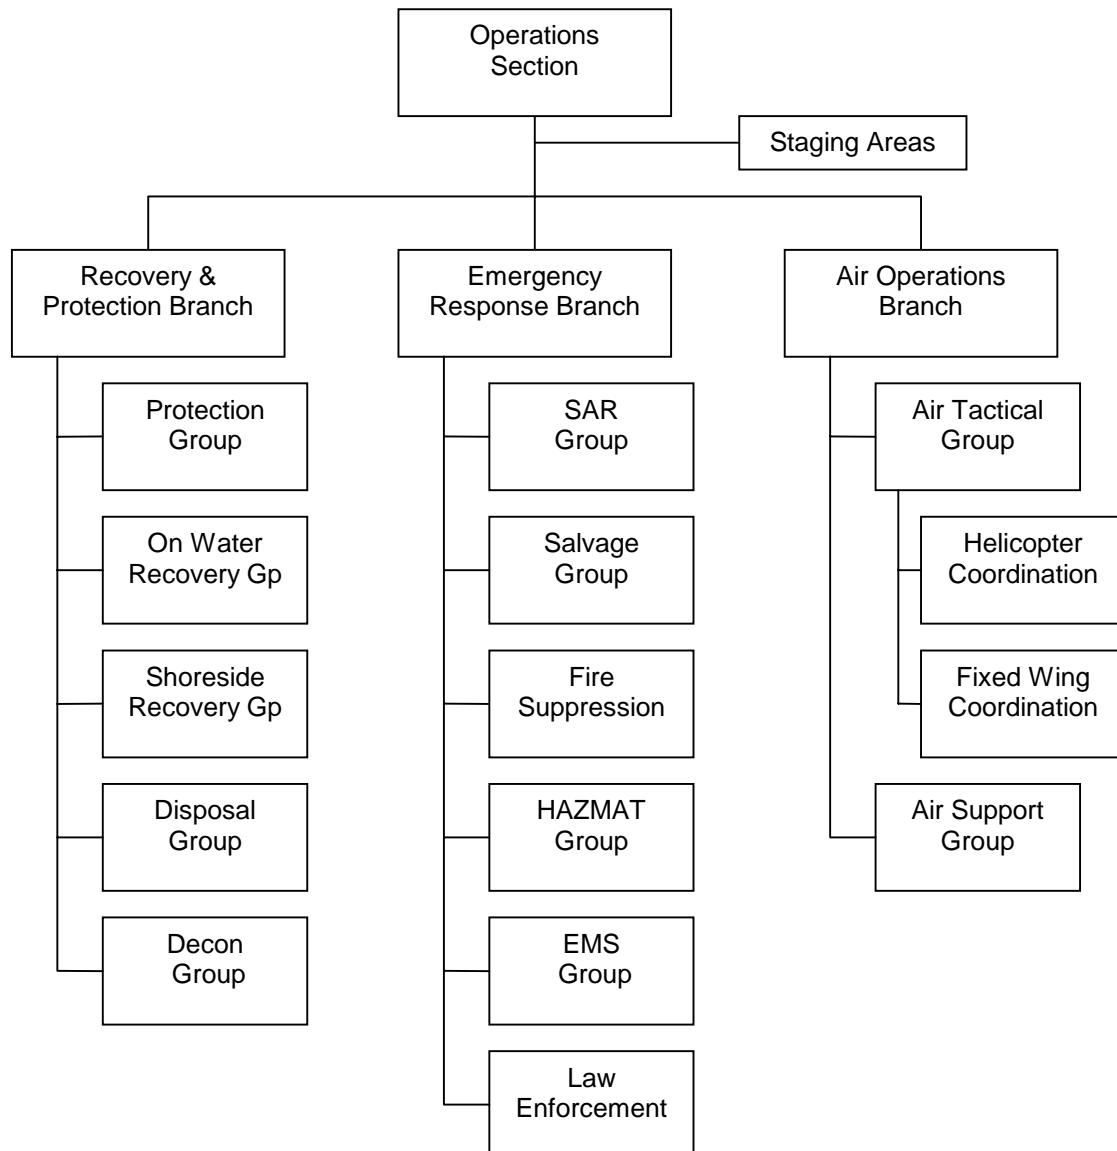 Operations
Section
Staging Areas
Recovery &
Protection Branch
Emergency
Response Branch
Air Operations
Branch
Protection
Group
SAR
Group
Air Tactical
Group
On Water
Recovery Gp
Salvage
Group
Helicopter
Coordination
Shoreside
Recovery Gp
Fire
Suppression
Fixed Wing
Coordination
Disposal
Group
HAZMAT
Group
Air Support
Group
Decon
Group
EMS
Group
Law
Enforcement